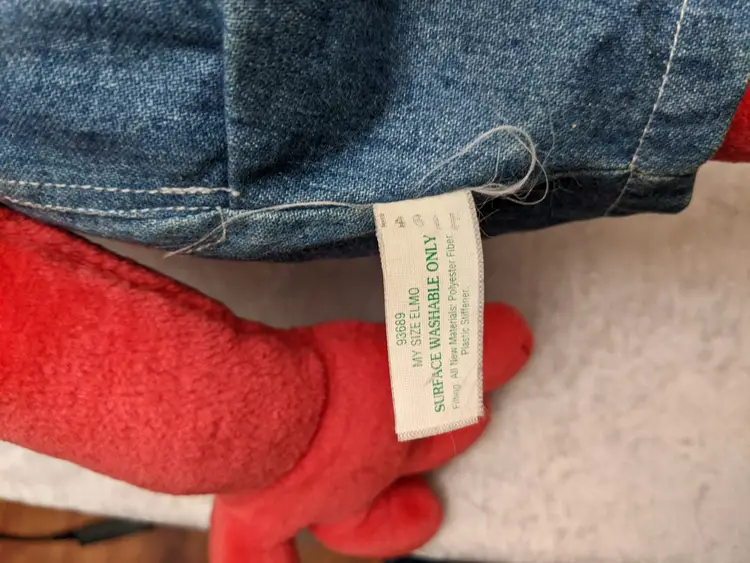 93689
MY SIZE ELMO
SURFACE WASHABLE ONLY
Filling: All New Materials: Polyester Fiber
Plastic Stiffener.